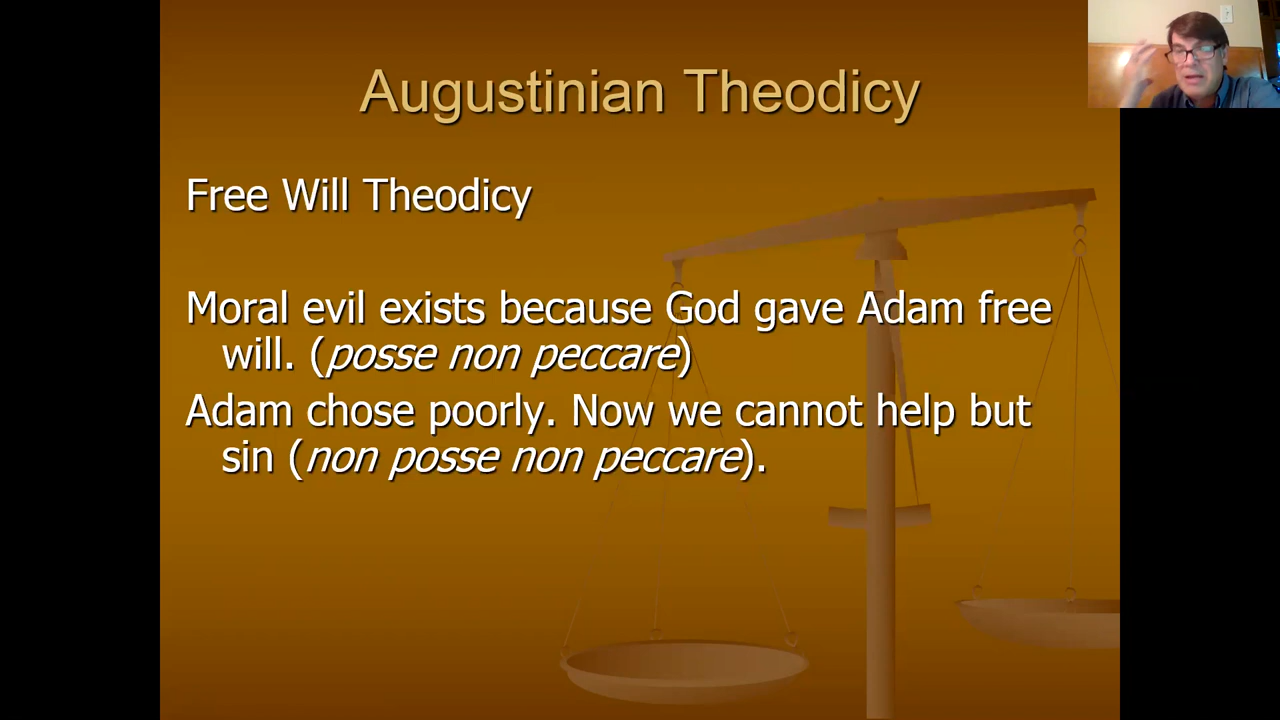 Augustinian Theodicy
Free Will Theodicy
Moral evil exists because God gave Adam free
will. (posse non peccare)
Adam chose poorly. Now we cannot help but
sin (non posse non peccare).